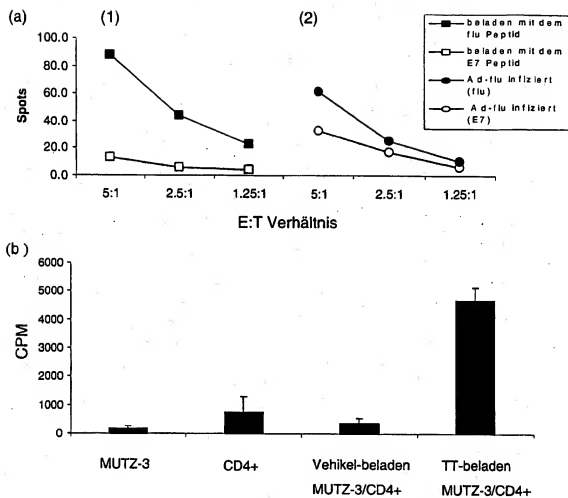 (a)
(1)
(2)
beladen mit dem
flu Peptid
beladen mit dem
E7 Peptid
Ad-flu infiziert
(flu)
Ad-flu infiziert
(E7)
Spots
100.0
80.0
60.0
40.0
20.0
0.0
5:1
2.5:1
1.25:1
5:1
2.5:1
1.25:1
E:T Verhältnis
(b)
CPM
6000
5000
4000
3000
2000
1000
0
MUTZ-3
CD4+
Vehikel-beladen
MUTZ-3/CD4+
TT-beladen
MUTZ-3/CD4+